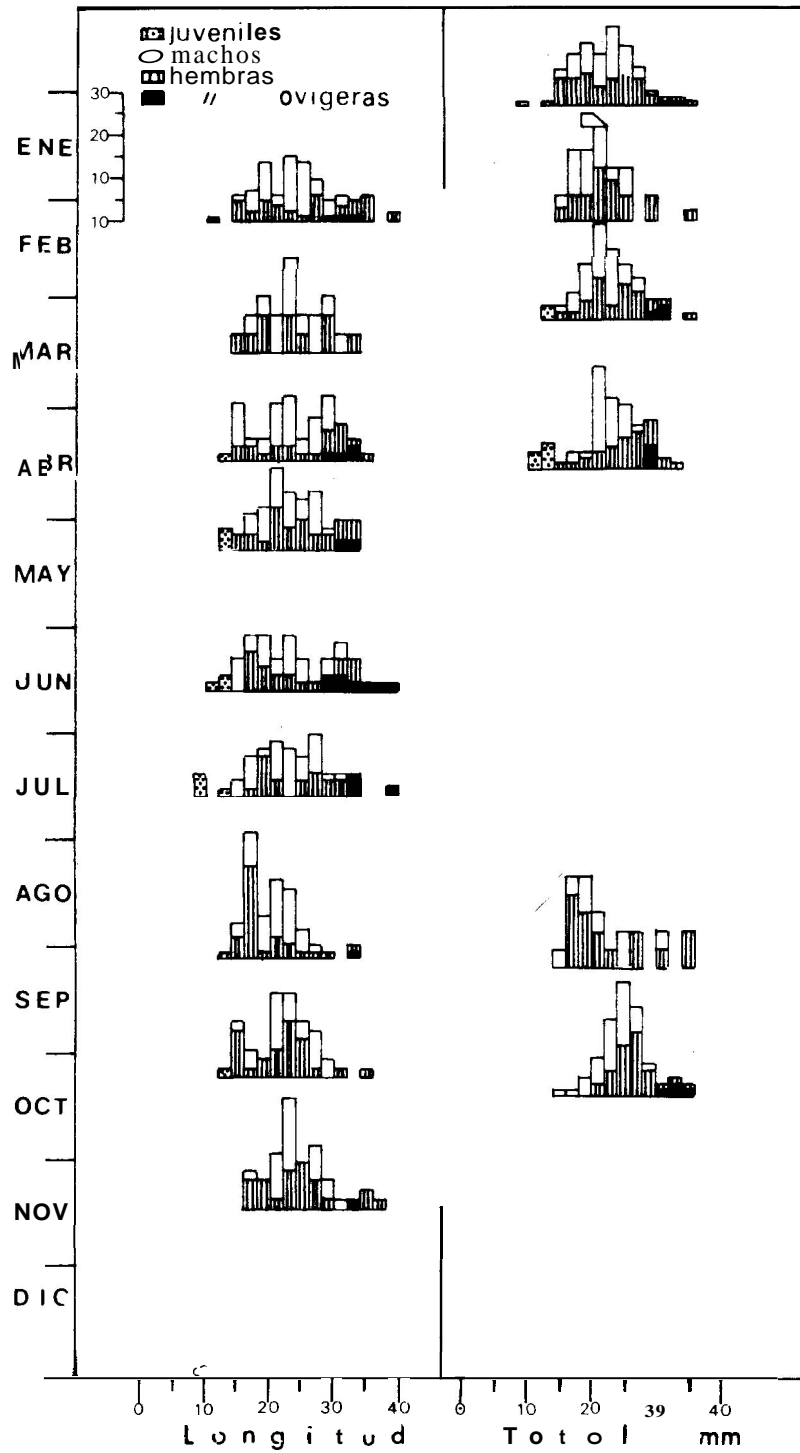 juveniles
machos
hembras
" ovigeras
30
20
10
10
ENE
FEB
MAR
ABR
MAY
JUN
JUL
AGO
SEP
OCT
NOV
DIC
0 10 20 30 40 0 10 20 39 40
Longitud Totol mm